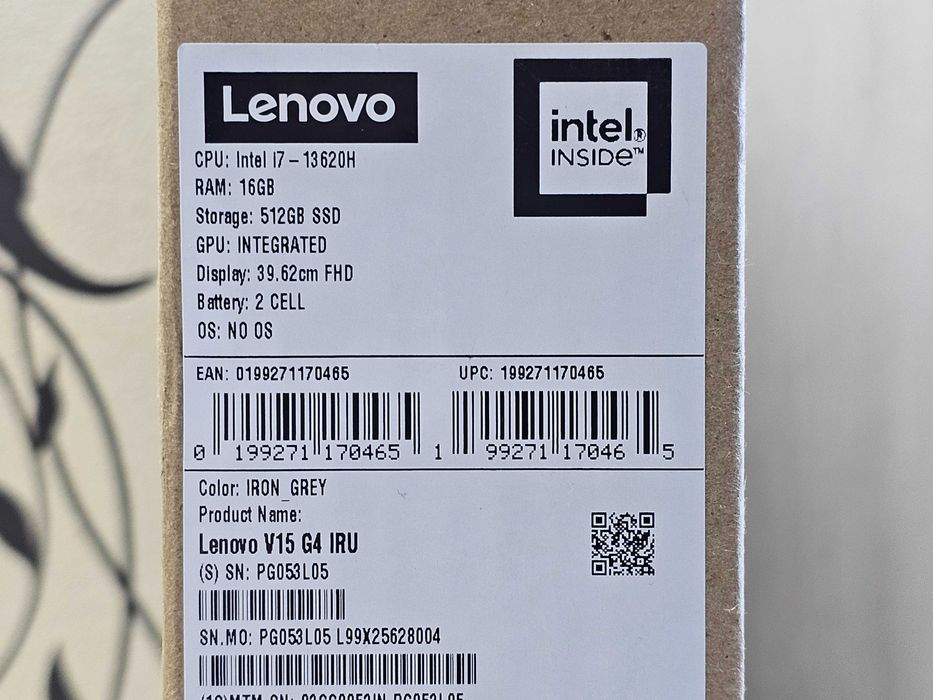 Lenovo
intel®
INSIDE™
CPU: Intel I7 – 13620H
RAM: 16GB
Storage: 512GB SSD
GPU: INTEGRATED
Display: 39.62cm FHD
Battery: 2 CELL
OS: NO OS
EAN: 0199271170465 UPC: 199271170465
0 199271 170465 1 99271 17046 5
Color: IRON_GREY
Product Name:
Lenovo V15 G4 IRU
(S) SN: PG053L05
SN.MO: PG053L05 L99X25628004